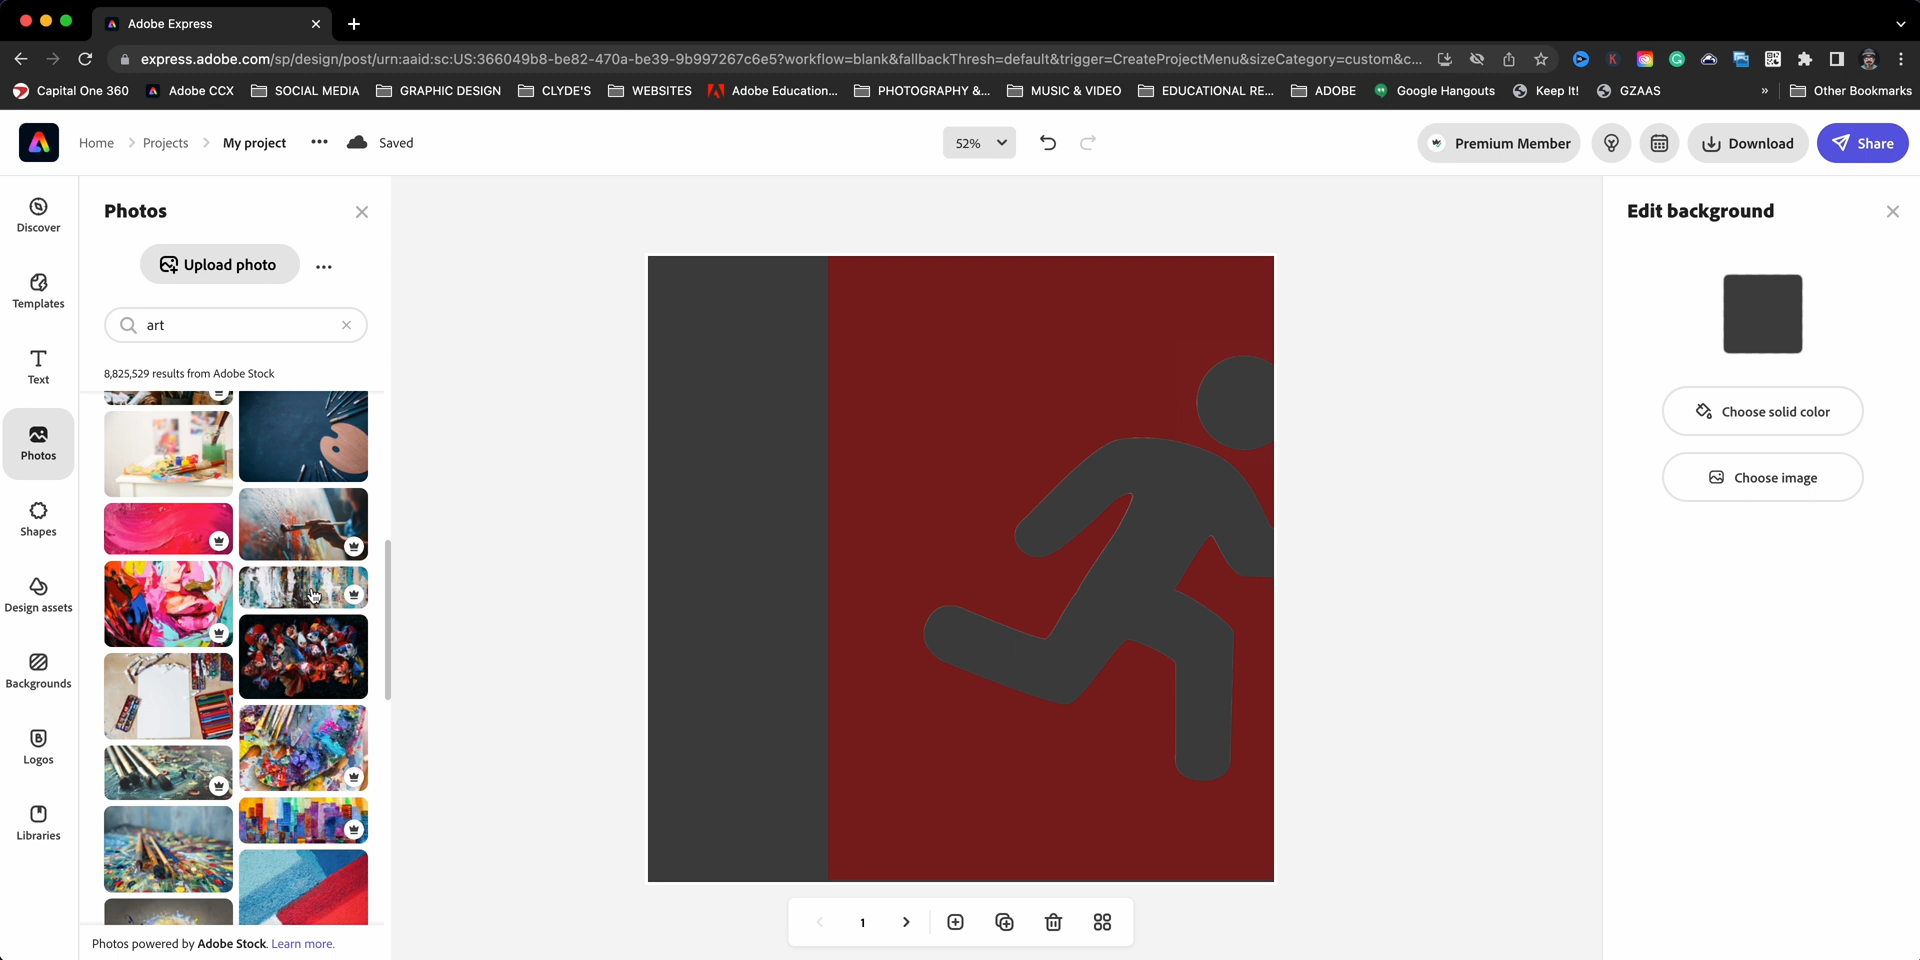 Adobe Express
express.adobe.com/sp/design/post/urn:aaid:sc:US:366049b8-be82-470a-be39-9b997267c6e5?workflow=blank&fallbackThresh=default&trigger=CreateProjectMenu&sizeCategory=custom&c...
Capital One 360
Adobe CCX
SOCIAL MEDIA
GRAPHIC DESIGN
CLYDE'S
WEBSITES
Adobe Education...
PHOTOGRAPHY &...
MUSIC & VIDEO
EDUCATIONAL RE...
ADOBE
Google Hangouts
Keep It!
GZAAS
»
Other Bookmarks
Home
Projects
My project
Saved
52%
Premium Member
Download
Share
Discover
Templates
Text
Photos
Shapes
Design assets
Backgrounds
Logos
Libraries
Photos
Upload photo
art
8,825,529 results from Adobe Stock
Photos powered by Adobe Stock. Learn more.
1
Edit background
Choose solid color
Choose image